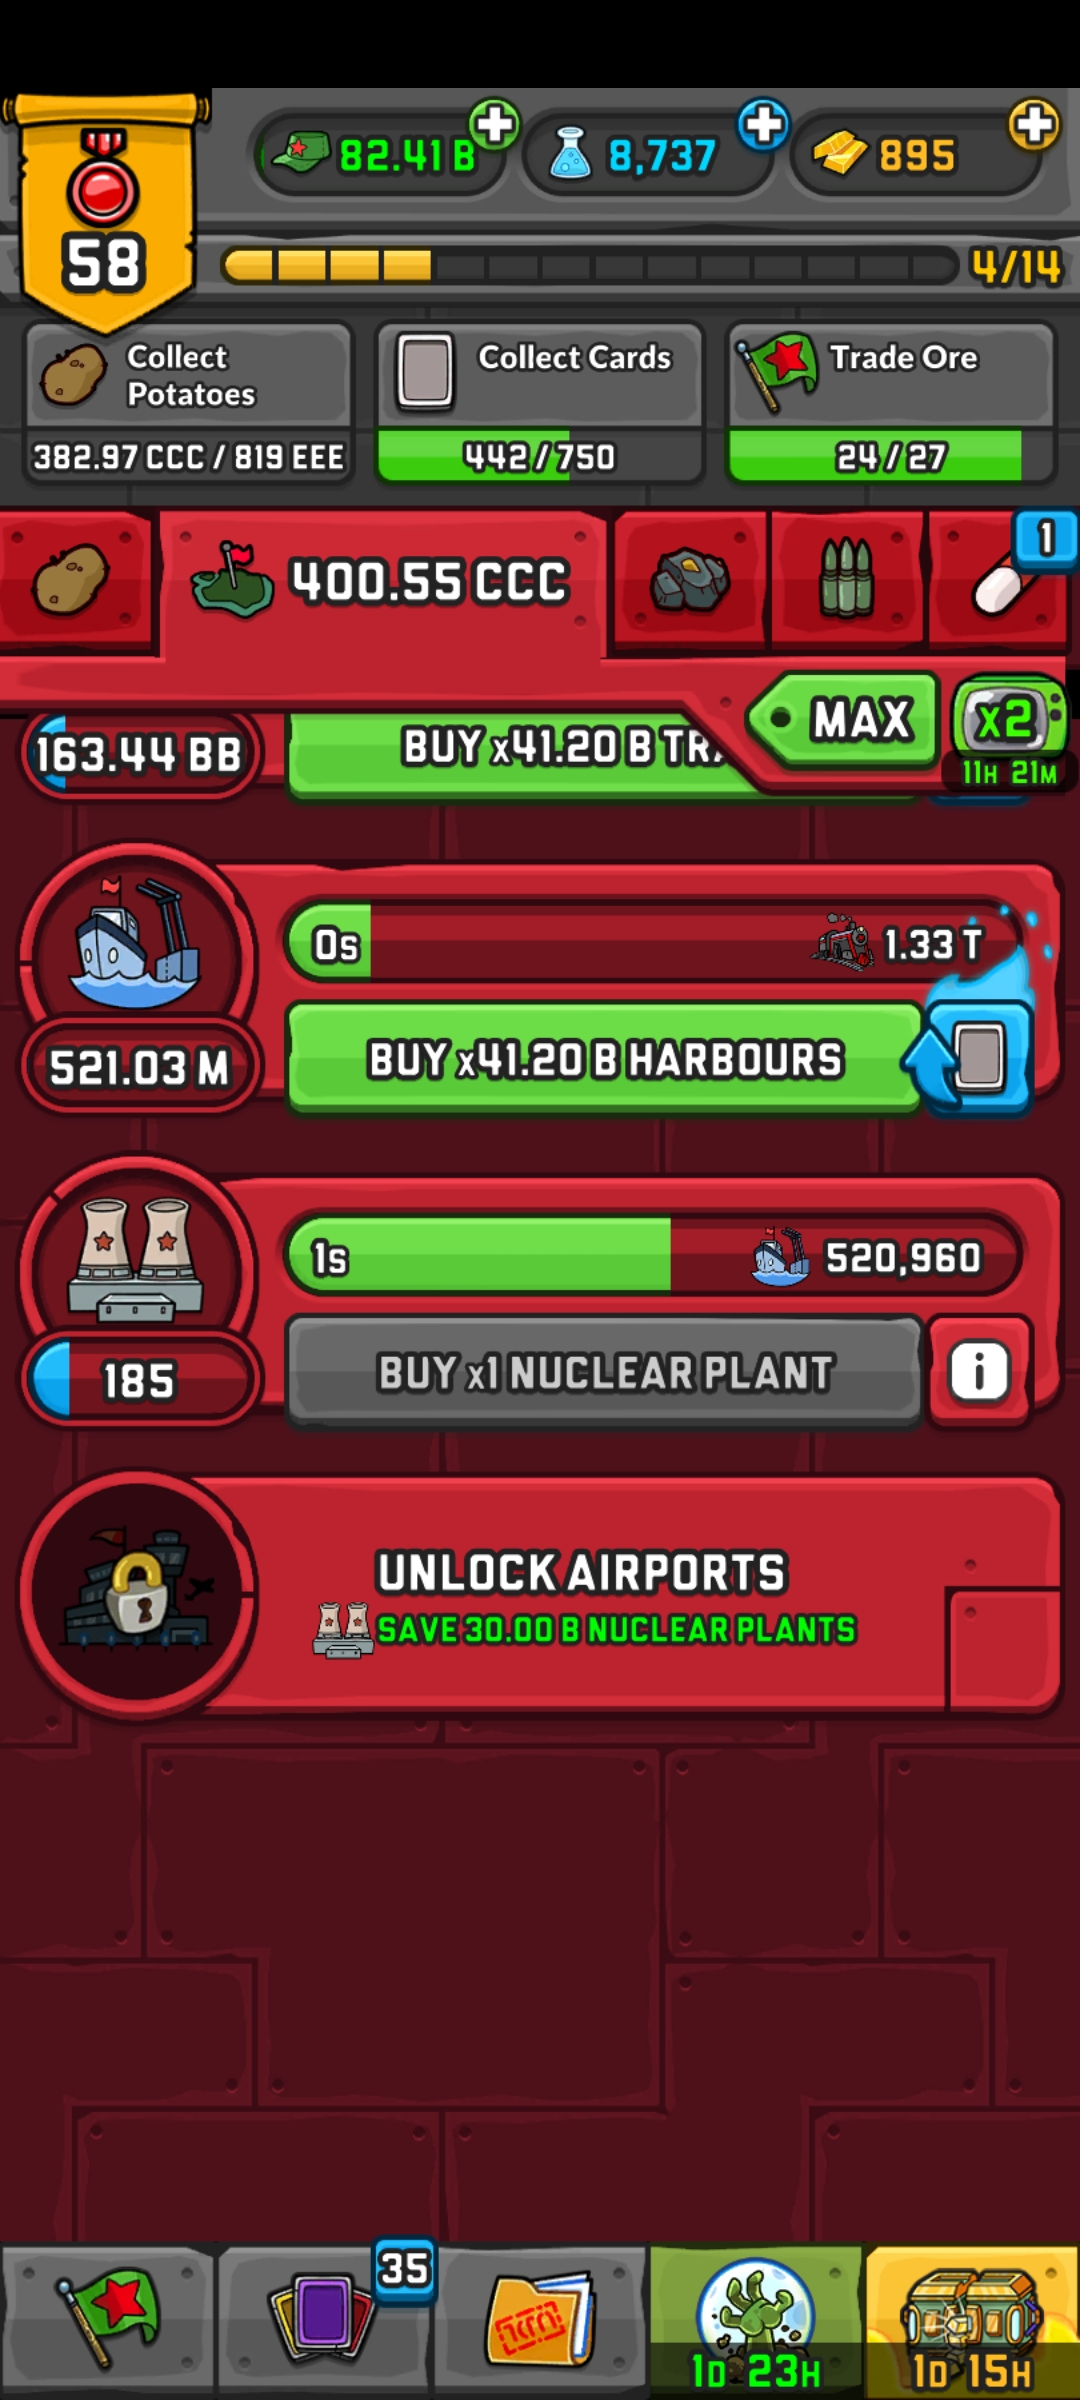 58
82.41 B
8,737
895
4/14
Collect
Potatoes
382.97 CCC / 819 EEE
Collect Cards
442/750
Trade Ore
24/27
400.55 CCC
1
MAX
x2
11H 21M
163.44 BB
BUY x41.20 B
0s
1.33 T
521.03 M
BUY x41.20 B HARBOURS
1s
520,960
185
BUY x1 NUCLEAR PLANT
i
UNLOCK AIRPORTS
SAVE 30.00 B NUCLEAR PLANTS
35
1D 23H
1D 15H